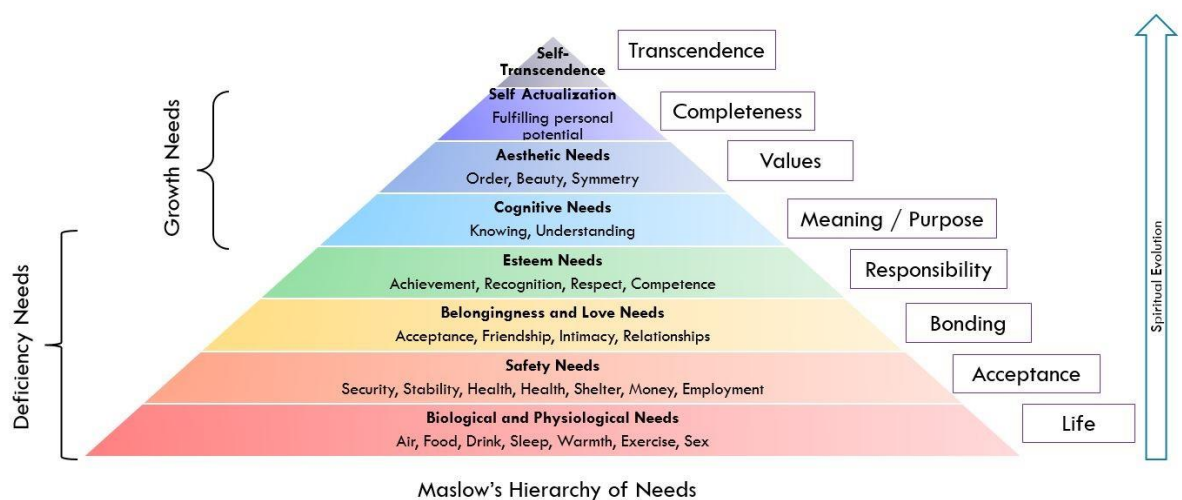 Self-
Transcendence
Transcendence
Self Actualization
Fulfilling personal
potential
Completeness
Aesthetic Needs
Order, Beauty, Symmetry
Values
Cognitive Needs
Knowing, Understanding
Meaning / Purpose
Esteem Needs
Achievement, Recognition, Respect, Competence
Responsibility
Belongingness and Love Needs
Acceptance, Friendship, Intimacy, Relationships
Bonding
Safety Needs
Security, Stability, Health, Health, Shelter, Money, Employment
Acceptance
Biological and Physiological Needs
Air, Food, Drink, Sleep, Warmth, Exercise, Sex
Life
Growth Needs
Deficiency Needs
Spiritual Evolution
Maslow's Hierarchy of Needs